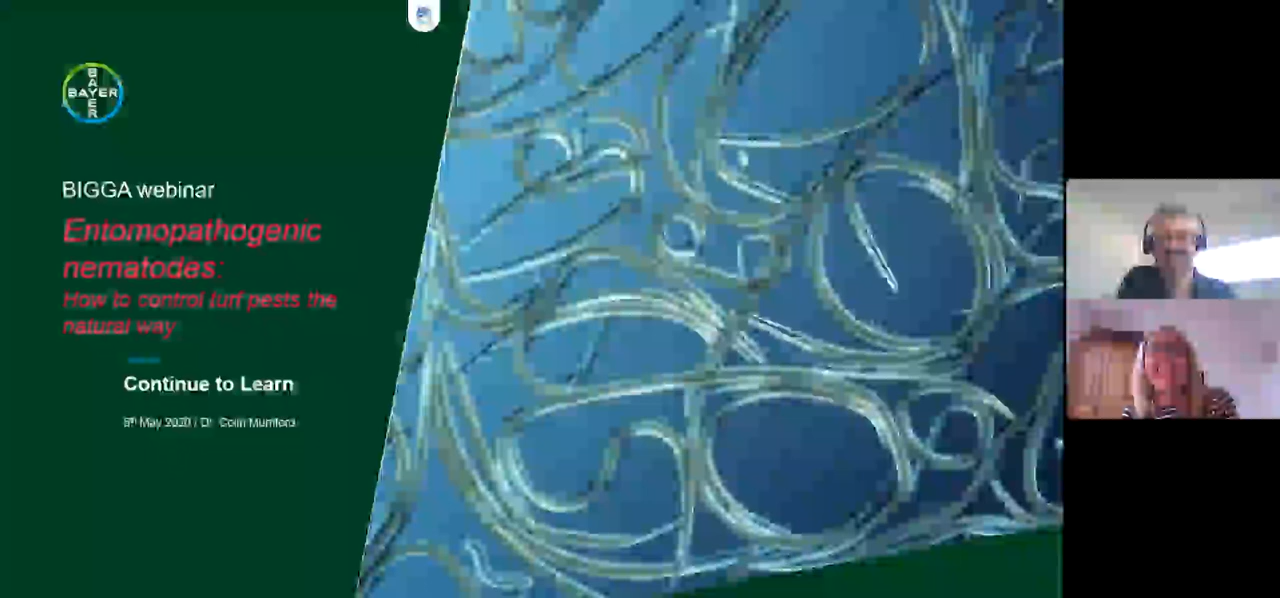 BAYER
BAYER
BIGGA webinar
Entomopathogenic
nematodes:
How to control turf pests the
natural way
Continue to Learn
May 2020 | Dr Colin Mumford